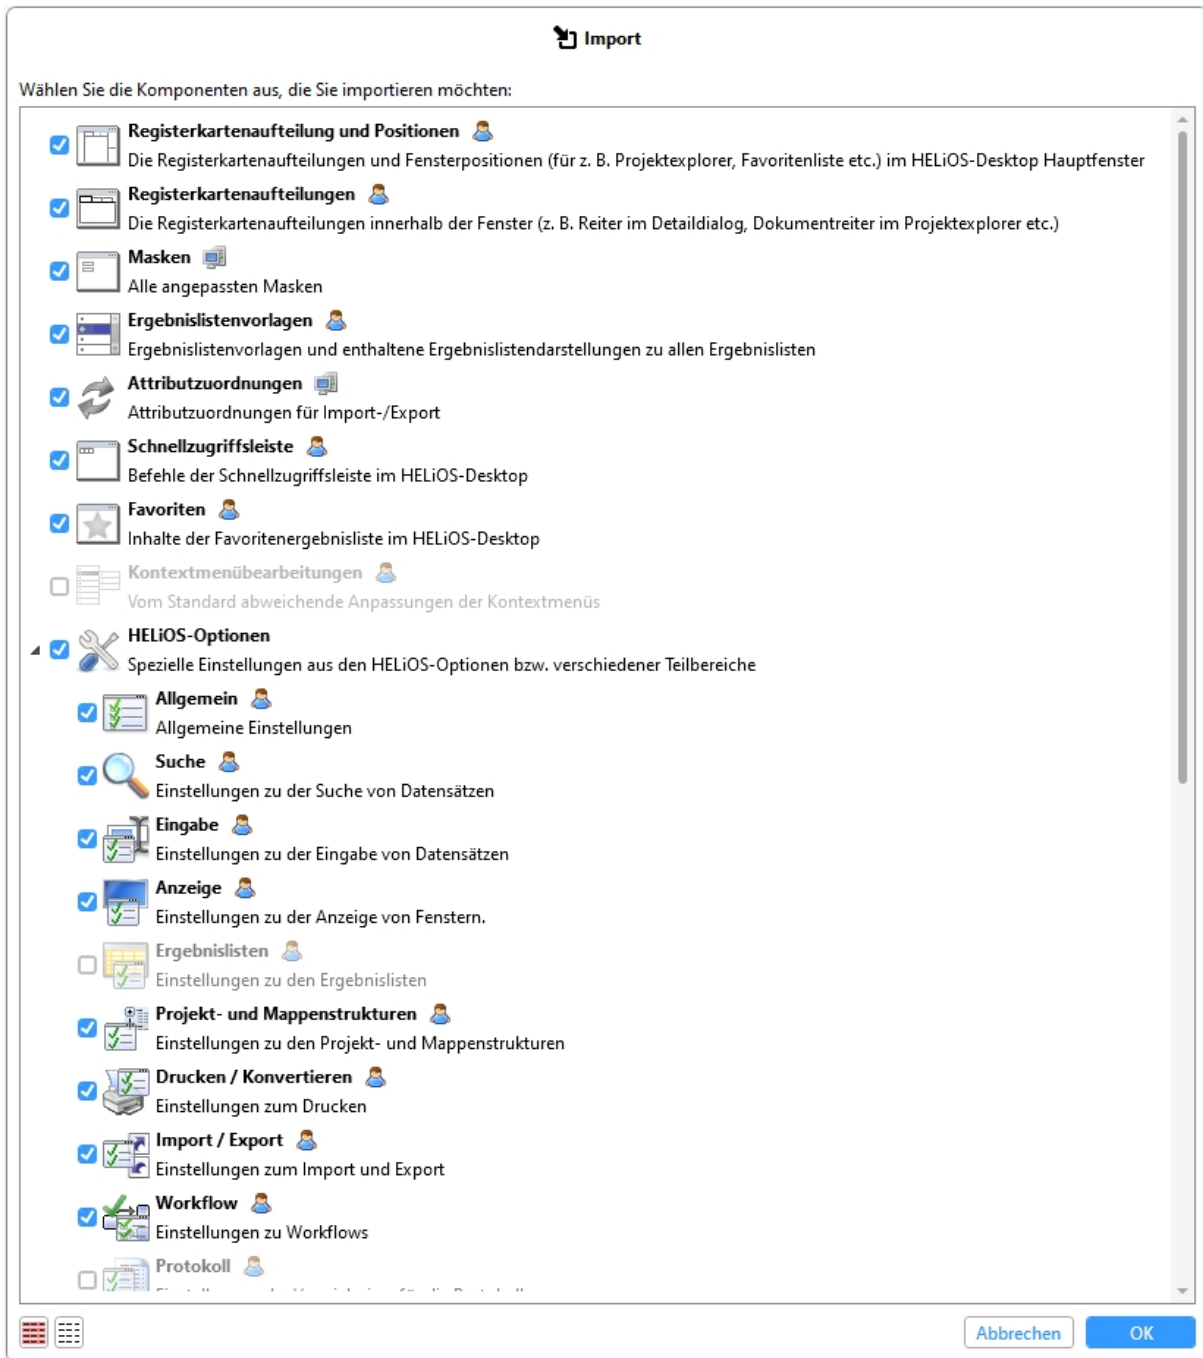 Import
Wählen Sie die Komponenten aus, die Sie importieren möchten:
Registerkartenaufteilung und Positionen
Die Registerkartenaufteilungen und Fensterpositionen (für z. B. Projektexplorer, Favoritenliste etc.) im HELiOS-Desktop Hauptfenster
Registerkartenaufteilungen
Die Registerkartenaufteilungen innerhalb der Fenster (z. B. Reiter im Detaildialog, Dokumentreiter im Projektexplorer etc.)
Masken
Alle angepassten Masken
Ergebnislistenvorlagen
Ergebnislistenvorlagen und enthaltene Ergebnislistendarstellungen zu allen Ergebnislisten
Attributzuordnungen
Attributzuordnungen für Import-/Export
Schnellzugriffsleiste
Befehle der Schnellzugriffsleiste im HELiOS-Desktop
Favoriten
Inhalte der Favoritenergebnisliste im HELiOS-Desktop
Kontextmenübearbeitungen
Vom Standard abweichende Anpassungen der Kontextmenüs
HELiOS-Optionen
Spezielle Einstellungen aus den HELiOS-Optionen bzw. verschiedener Teilbereiche
Allgemein
Allgemeine Einstellungen
Suche
Einstellungen zu der Suche von Datensätzen
Eingabe
Einstellungen zu der Eingabe von Datensätzen
Anzeige
Einstellungen zu der Anzeige von Fenstern.
Ergebnislisten
Einstellungen zu den Ergebnislisten
Projekt- und Mappenstrukturen
Einstellungen zu den Projekt- und Mappenstrukturen
Drucken / Konvertieren
Einstellungen zum Drucken
Import / Export
Einstellungen zum Import und Export
Workflow
Einstellungen zu Workflows
Protokoll
Abbrechen
OK